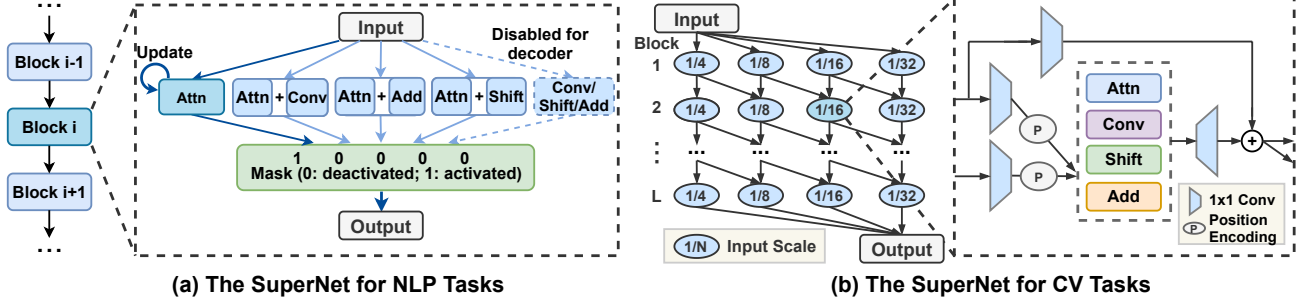 ...
Block i-1
Block i
Block i+1
...
Input
Disabled for
decoder
Update
Attn
Attn + Conv
Attn + Add
Attn + Shift
Conv/
Shift/Add
1 0 0 0 0
Mask (0: deactivated; 1: activated)
Output
(a) The SuperNet for NLP Tasks
Input
Block
1 1/4 1/8 1/16 1/32
2 1/4 1/8 1/16 1/32
... ... ... ... ...
L 1/4 1/8 1/16 1/32
1/N Input Scale
Output
P
P
Attn
Conv
Shift
Add
+
1x1 Conv
P Position
Encoding
(b) The SuperNet for CV Tasks